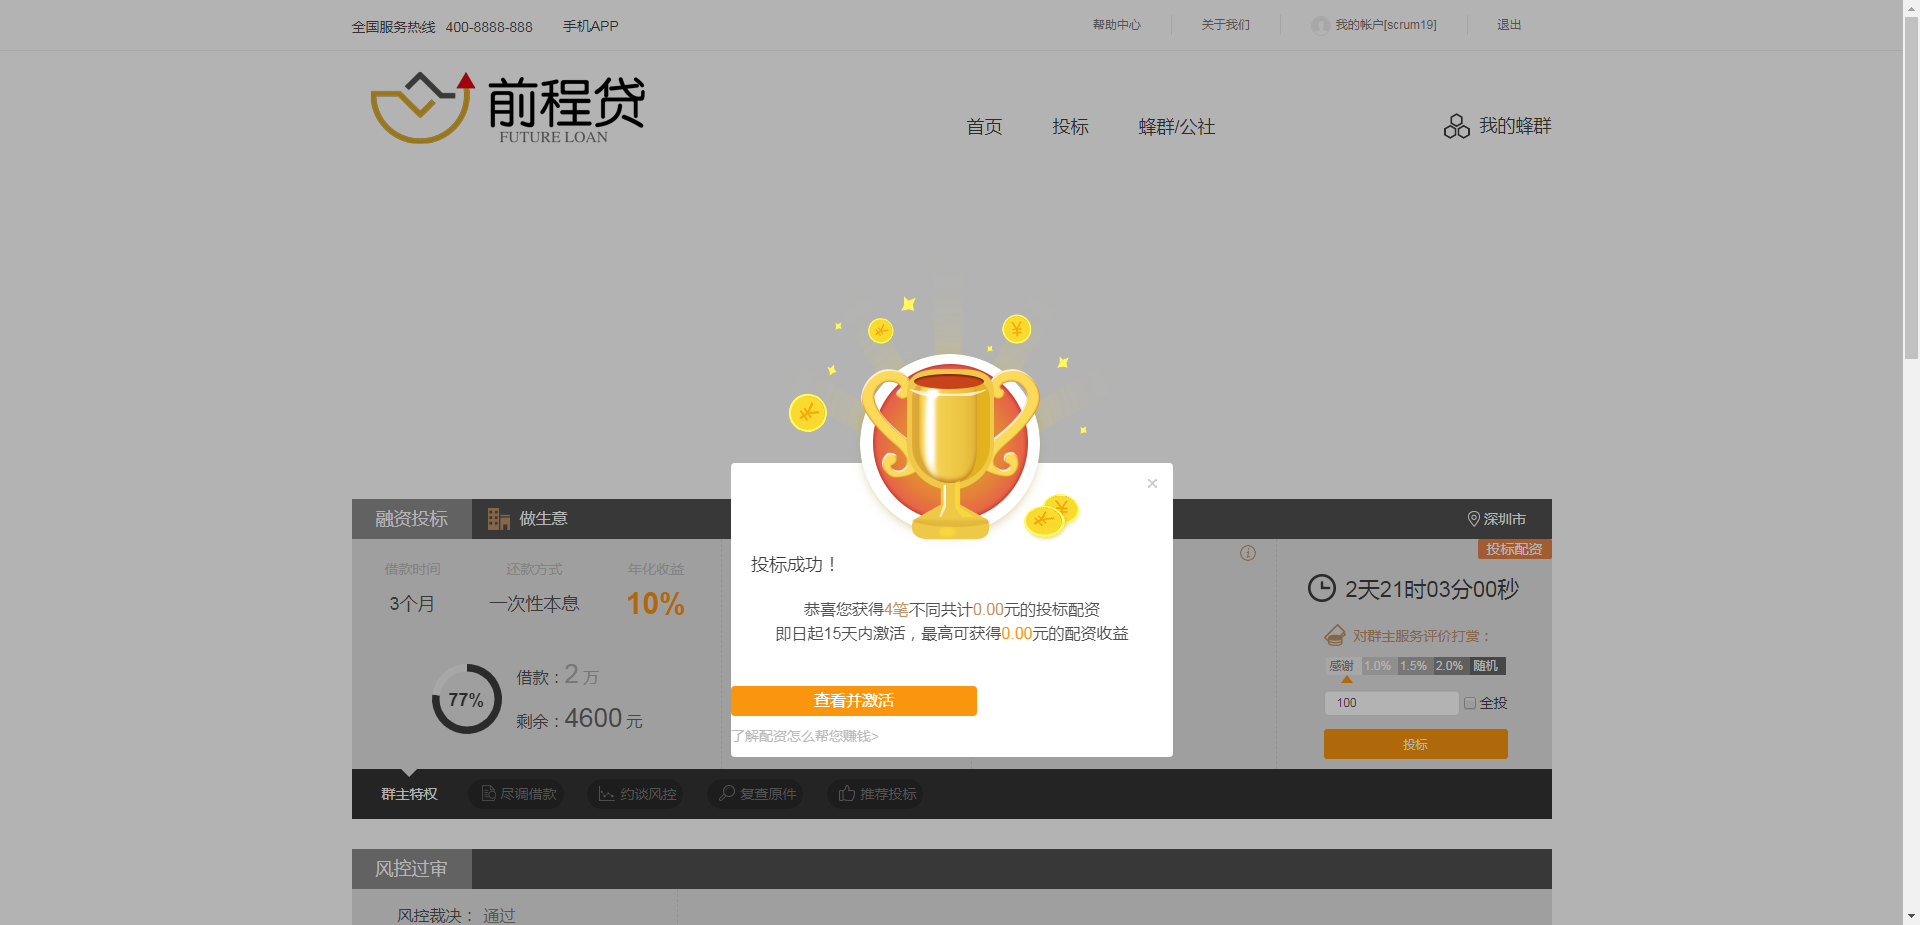 全国服务热线 400-8888-888 手机APP 帮助中心 关于我们 我的帐户[scrum19] 退出
前程贷
FUTURE LOAN
首页 投标 蜂群/公社 我的蜂群
融资投标 做生意 深圳市
投标配资
借款时间 还款方式 年化收益
3个月 一次性本息 10%
2天21时03分00秒
对群主服务评价打赏：
感谢 1.0% 1.5% 2.0% 随机
77%
借款：2 万
剩余：4600 元
100 全投
投标
投标成功！
恭喜您获得4笔不同共计0.00元的投标配资
即日起15天内激活，最高可获得0.00元的配资收益
查看并激活
了解配资怎么帮您赚钱>
群主特权 尽调借款 约谈风控 复查原件 推荐投标
风控过审
风控裁决： 通过